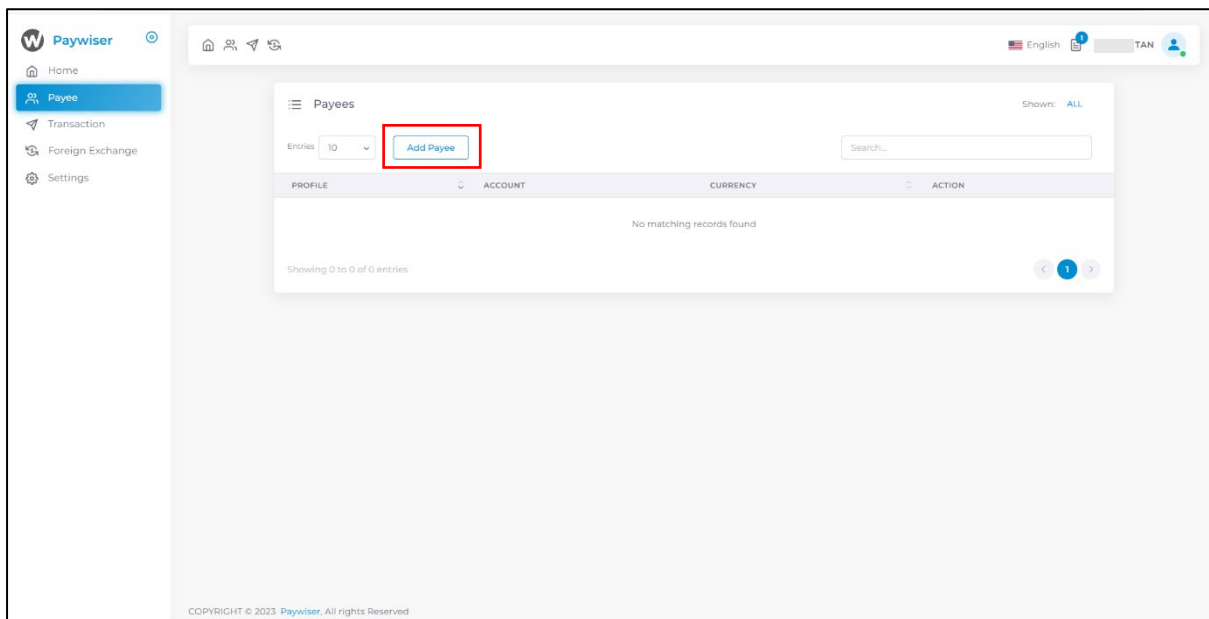 Paywiser
Home
Payee
Transaction
Foreign Exchange
Settings
English 1 TAN
Payees Shown: ALL
Entries 10 Add Payee Search...
PROFILE ACCOUNT CURRENCY ACTION
No matching records found
Showing 0 to 0 of 0 entries 1
COPYRIGHT © 2023 Paywiser, All rights Reserved